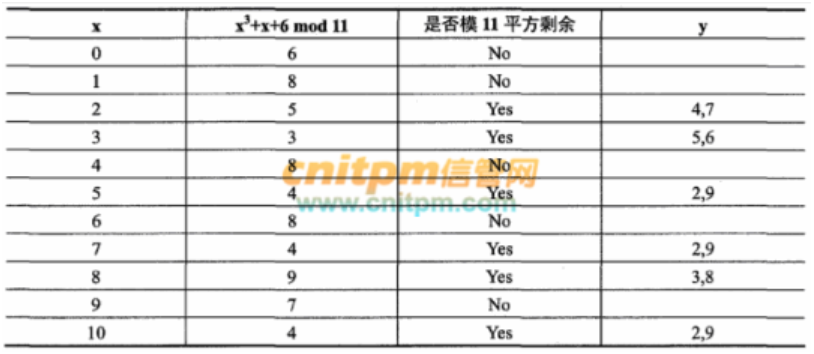 x x³+x+6 mod 11 是否模 11 平方剩余 y
0 6 No
1 8 No
2 5 Yes 4,7
3 3 Yes 5,6
4 8 No
cnitpm信管网
5 4 Yes 2,9
www.cnitpm.com
6 8 No
7 4 Yes 2,9
8 9 Yes 3,8
9 7 No
10 4 Yes 2,9